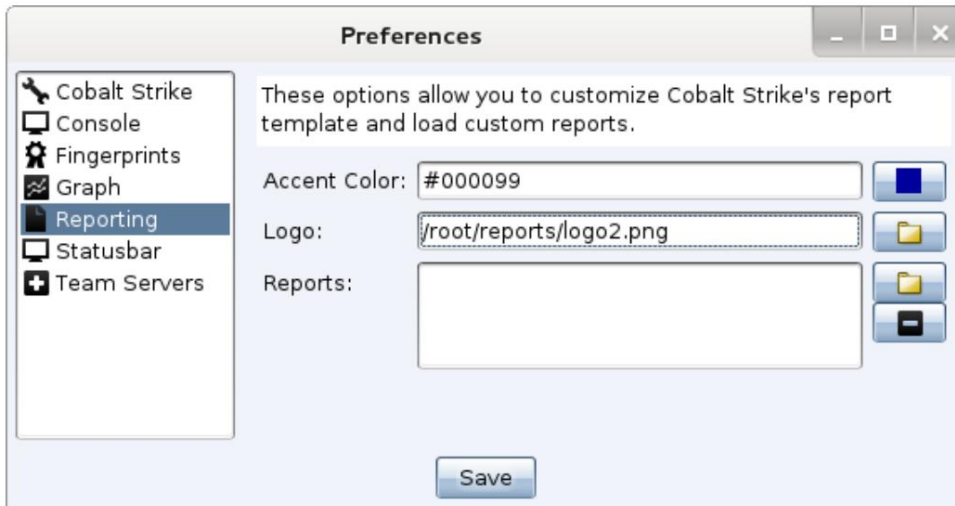 Preferences
Cobalt Strike
Console
Fingerprints
Graph
Reporting
Statusbar
Team Servers
These options allow you to customize Cobalt Strike's report
template and load custom reports.
Accent Color: #000099
Logo: /root/reports/logo2.png
Reports:
Save